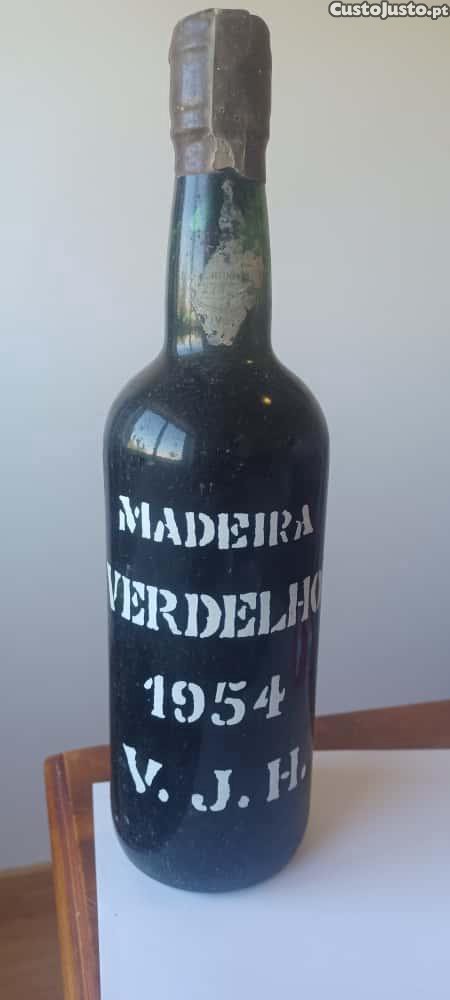 CustoJusto.pt
MADEIRA
VERDELHO
1954
V. J. H.